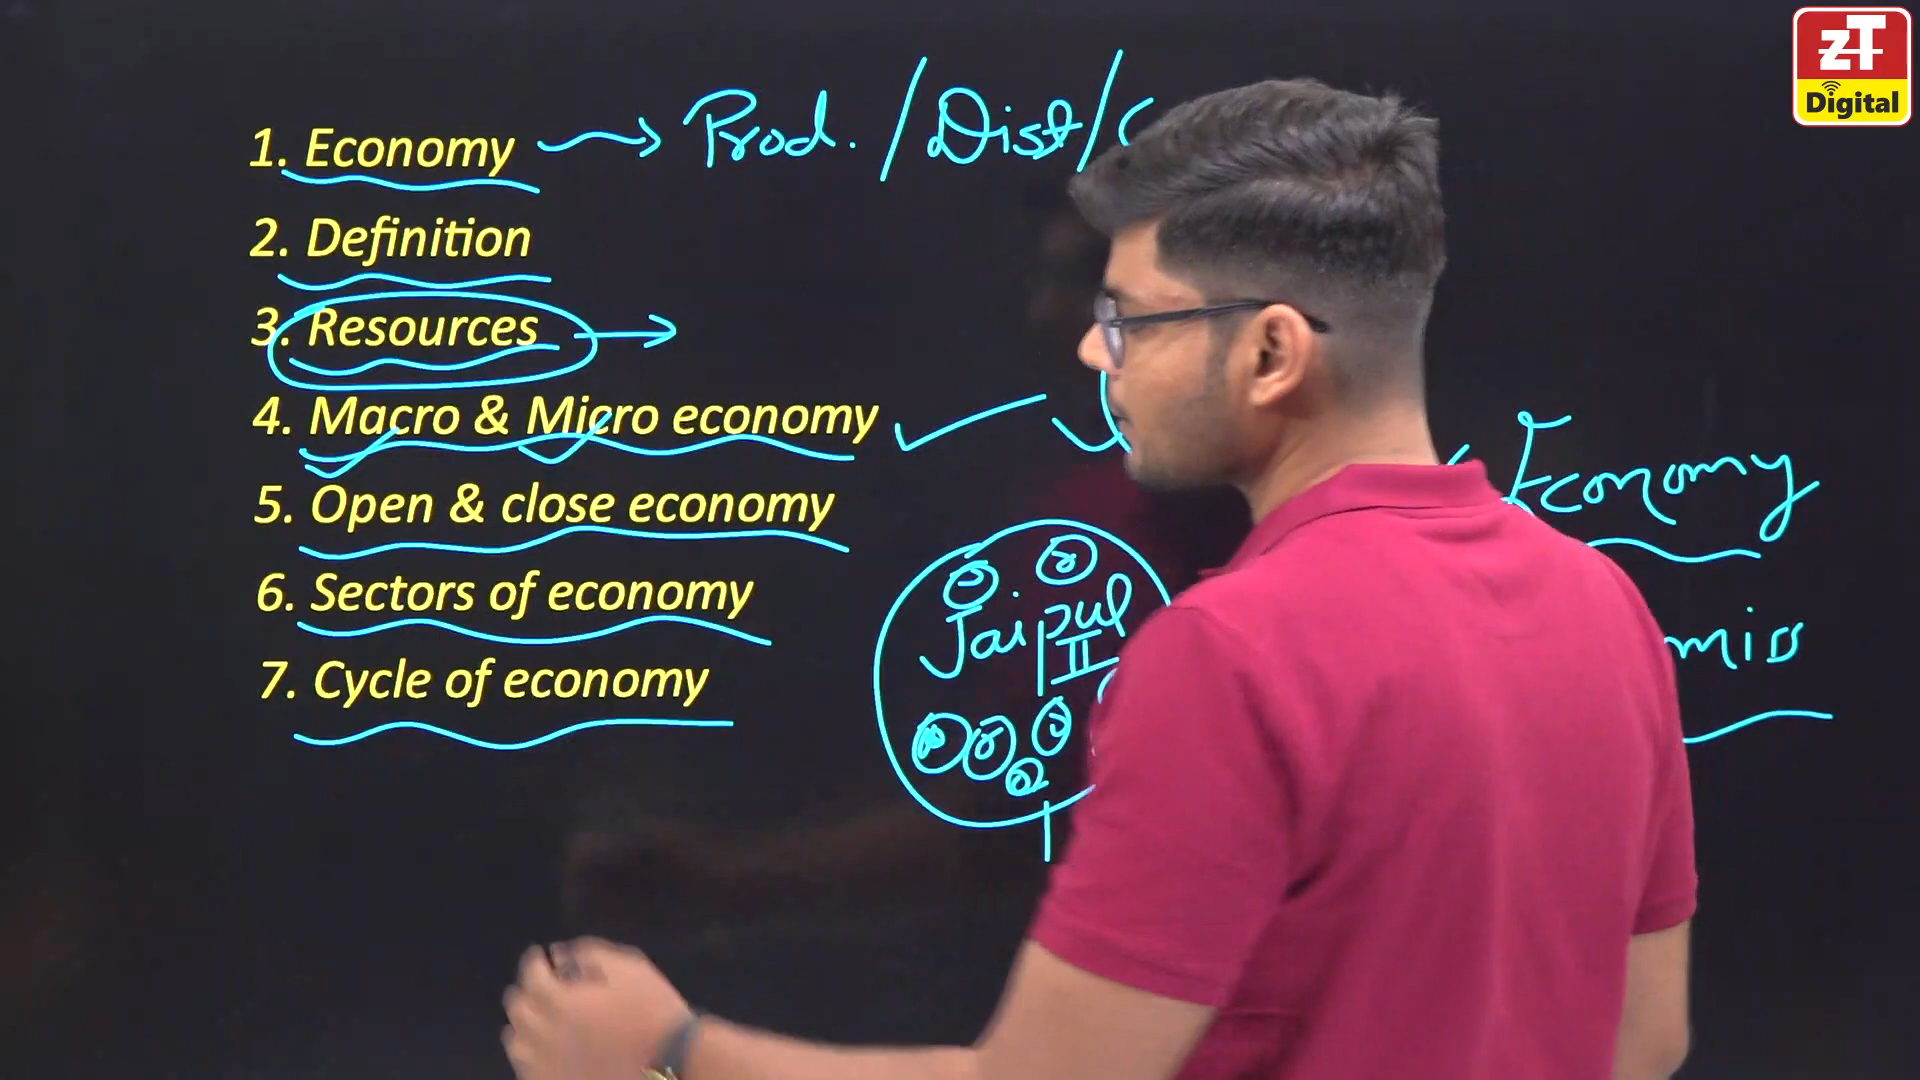 1. Economy
Prod. / Dist /
2. Definition
3. Resources
4. Macro & Micro economy
5. Open & close economy
6. Sectors of economy
7. Cycle of economy
Economy
Jaipur
II
ZT
Digital